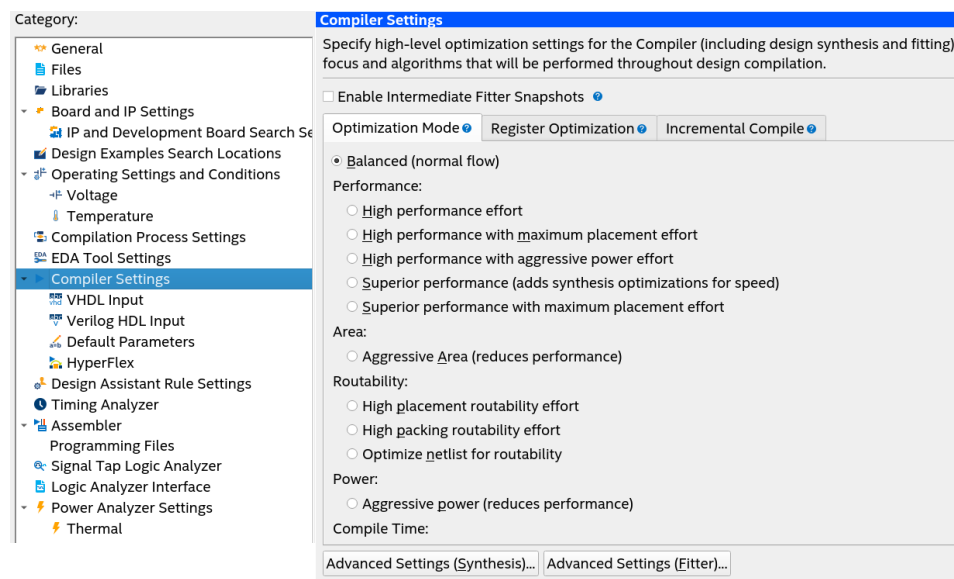 Category:
General
Files
Libraries
Board and IP Settings
IP and Development Board Search Se
Design Examples Search Locations
Operating Settings and Conditions
Voltage
Temperature
Compilation Process Settings
EDA EDA Tool Settings
Compiler Settings
VHDL Input
Verilog HDL Input
Default Parameters
HyperFlex
Design Assistant Rule Settings
Timing Analyzer
Assembler
Programming Files
Signal Tap Logic Analyzer
Logic Analyzer Interface
Power Analyzer Settings
Thermal
Compiler Settings
Specify high-level optimization settings for the Compiler (including design synthesis and fitting)
focus and algorithms that will be performed throughout design compilation.
Enable Intermediate Fitter Snapshots
Optimization Mode Register Optimization Incremental Compile
Balanced (normal flow)
Performance:
High performance effort
High performance with maximum placement effort
High performance with aggressive power effort
Superior performance (adds synthesis optimizations for speed)
Superior performance with maximum placement effort
Area:
Aggressive Area (reduces performance)
Routability:
High placement routability effort
High packing routability effort
Optimize netlist for routability
Power:
Aggressive power (reduces performance)
Compile Time:
Advanced Settings (Synthesis)... Advanced Settings (Fitter)...